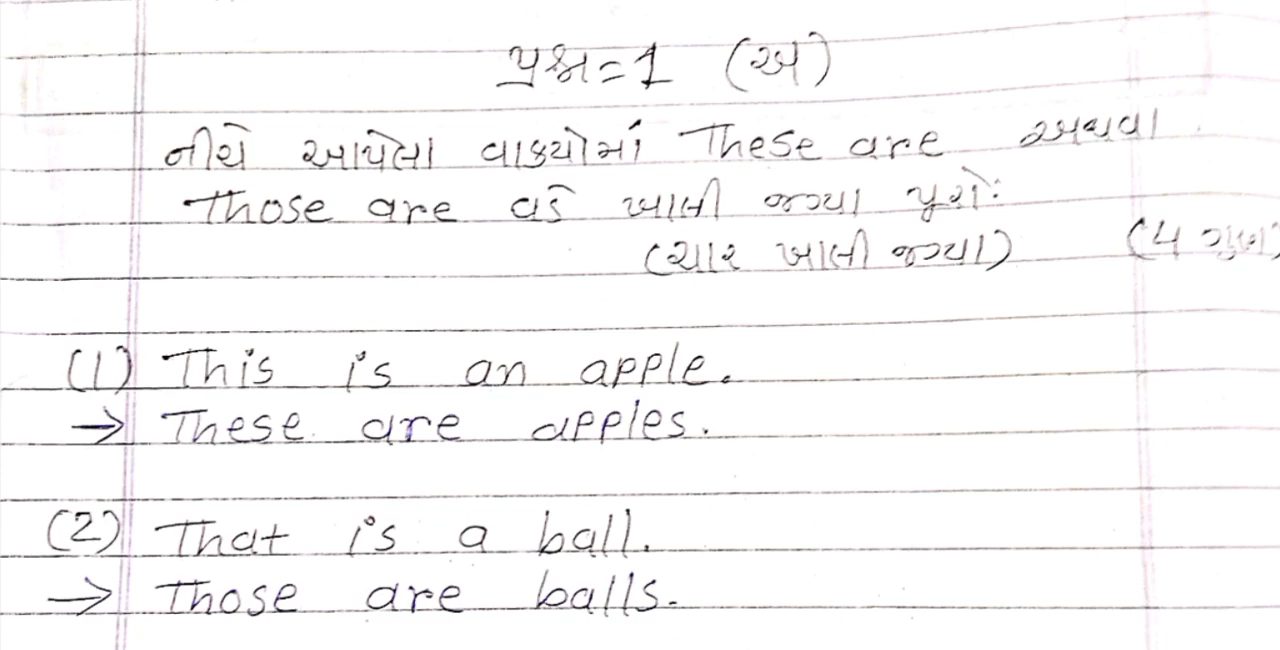 પ્રશ્ન=1 (અ)
નીચે આપેલા વાક્યોમાં These are અથવા
Those are વડે ખાલી જગ્યા પૂરો:
(ચાર ખાલી જગ્યા) (4 ગુણ)
(1) This is an apple.
→ These are apples.
(2) That is a ball.
→ Those are balls.